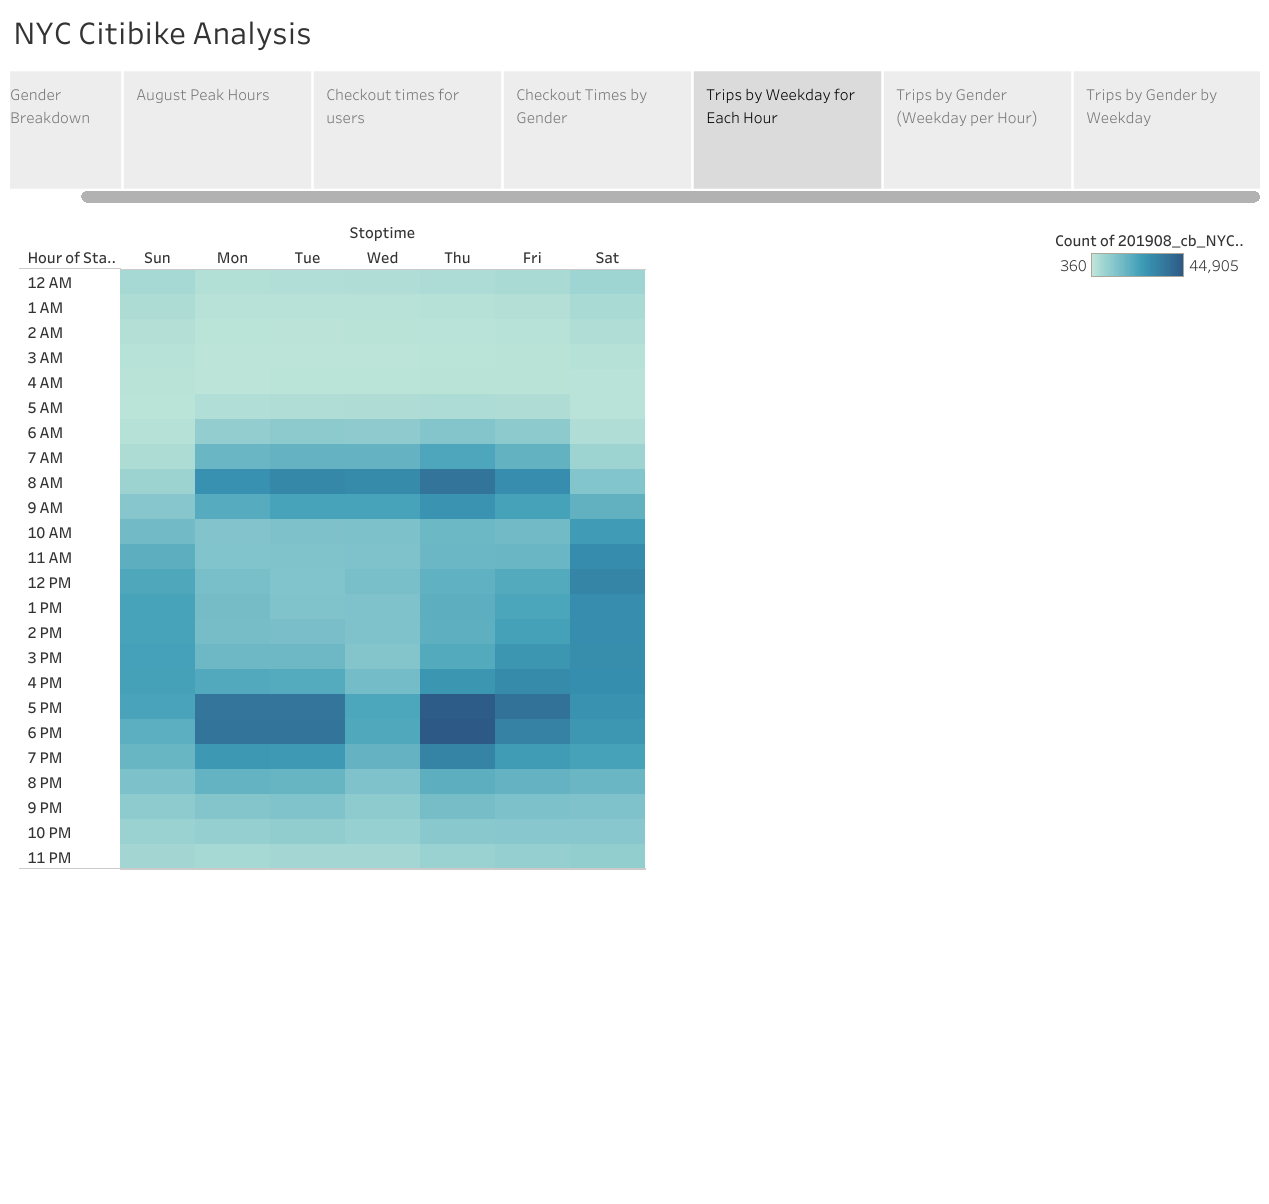 NYC Citibike Analysis
Gender
Breakdown
August Peak Hours
Checkout times for
users
Checkout Times by
Gender
Trips by Weekday for
Each Hour
Trips by Gender
(Weekday per Hour)
Trips by Gender by
Weekday
Stoptime
Hour of Sta.. Sun Mon Tue Wed Thu Fri Sat
Count of 201908_cb_NYC..
360 44,905
12 AM
1 AM
2 AM
3 AM
4 AM
5 AM
6 AM
7 AM
8 AM
9 AM
10 AM
11 AM
12 PM
1 PM
2 PM
3 PM
4 PM
5 PM
6 PM
7 PM
8 PM
9 PM
10 PM
11 PM